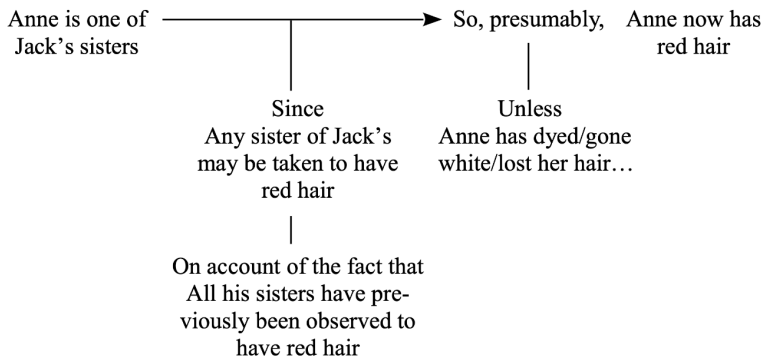 Anne is one of
Jack's sisters
So, presumably,
Anne now has
red hair
Since
Any sister of Jack's
may be taken to have
red hair
Unless
Anne has dyed/gone
white/lost her hair…
On account of the fact that
All his sisters have pre-
viously been observed to
have red hair